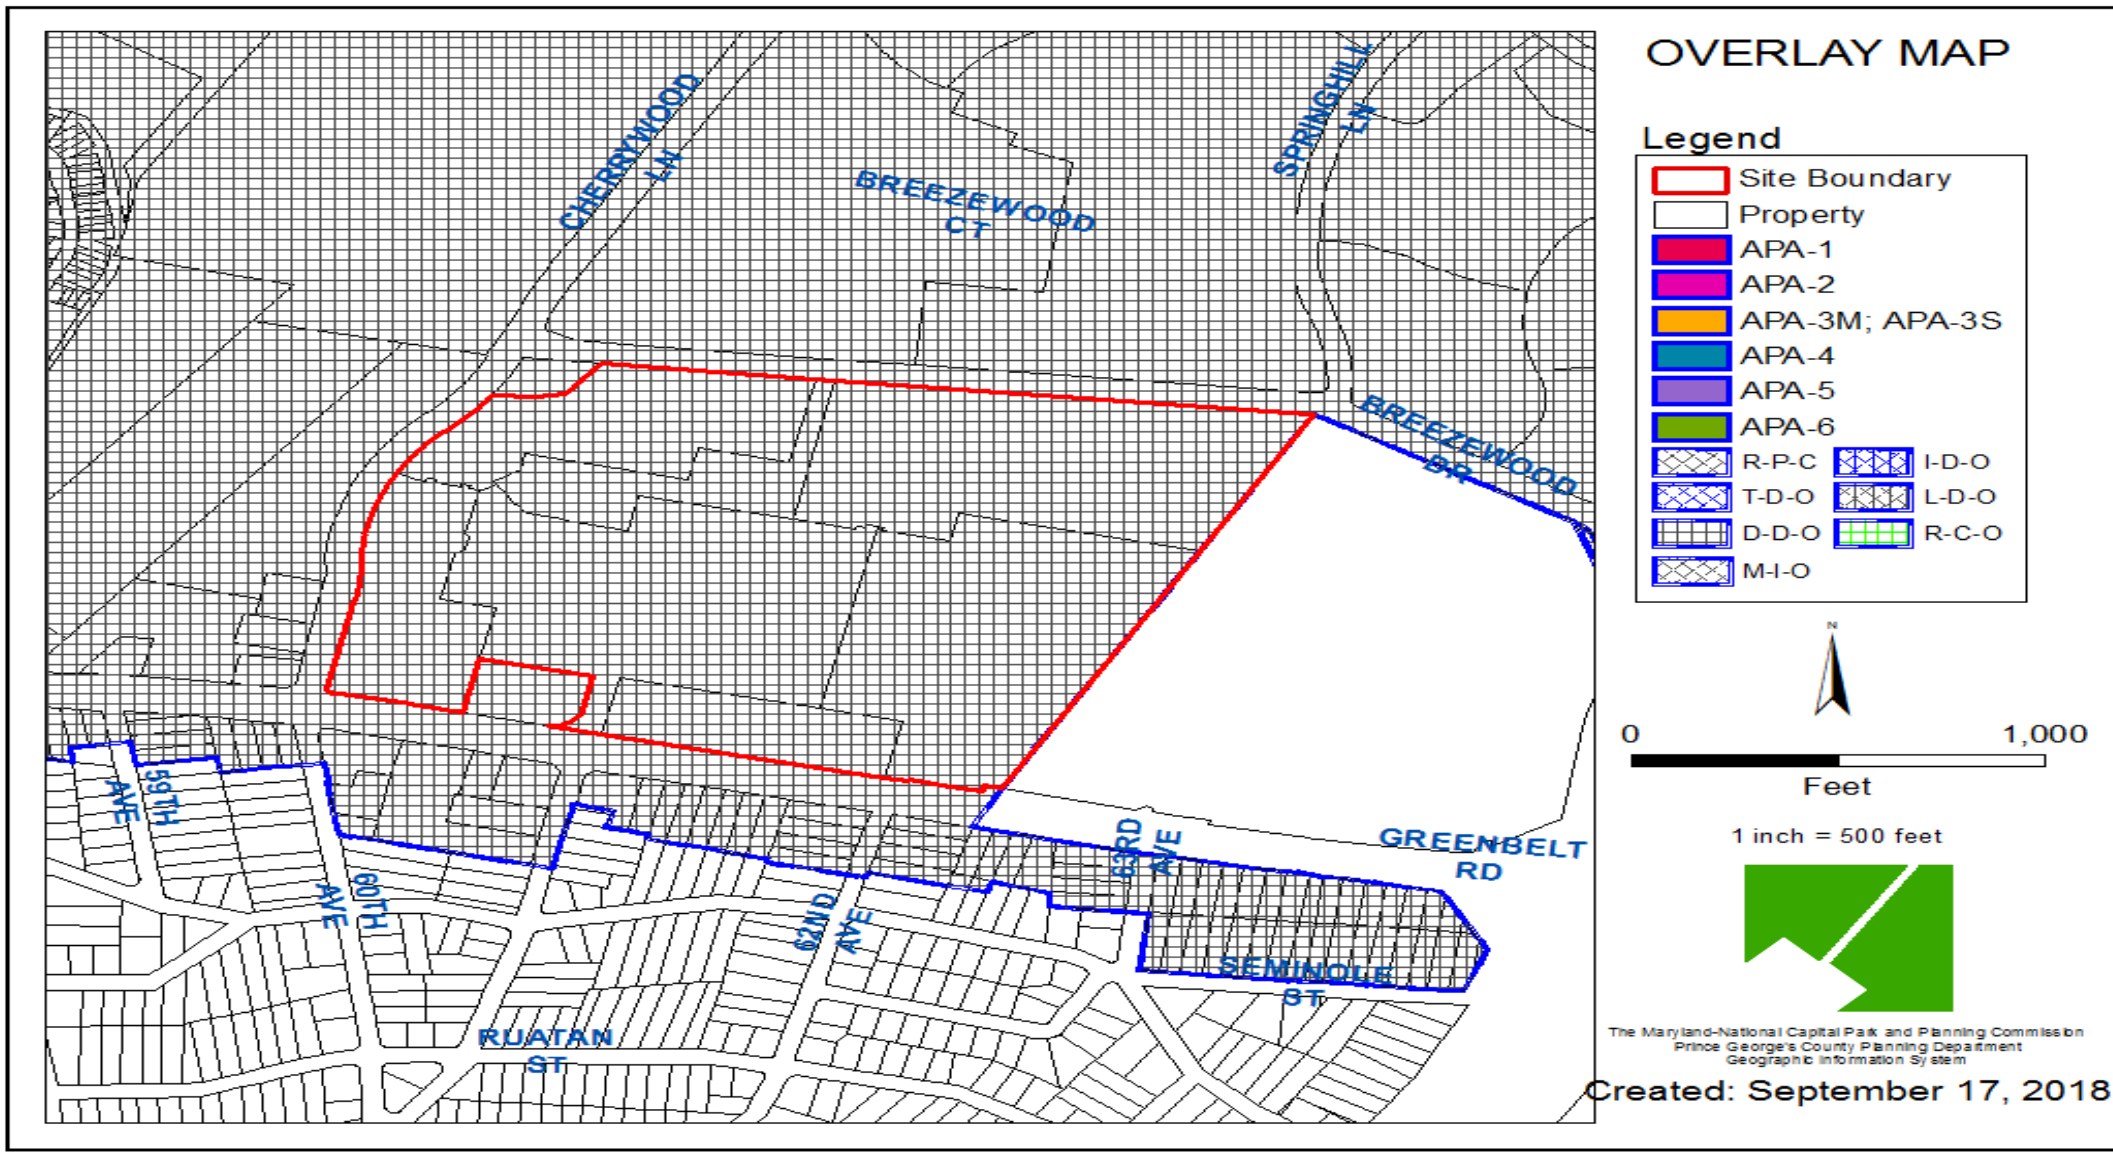 OVERLAY MAP
Legend
Site Boundary
Property
APA-1
APA-2
APA-3M; APA-3S
APA-4
APA-5
APA-6
R-P-C
I-D-O
T-D-O
L-D-O
D-D-O
R-C-O
M-I-O
N
0
1,000
Feet
1 inch = 500 feet
The Maryland-National Capital Park and Planning Commission
Prince George's County Planning Department
Geographic Information System
Created: September 17, 2018
CHERRYWOOD
LN
BREEZEWOOD
CT
SPRINGHILL
LN
BREEZEWOOD
DR
59TH
AVE
60TH
AVE
62ND
AVE
63RD
AVE
GREENBELT
RD
SEMINOLE
ST
RUATAN
ST